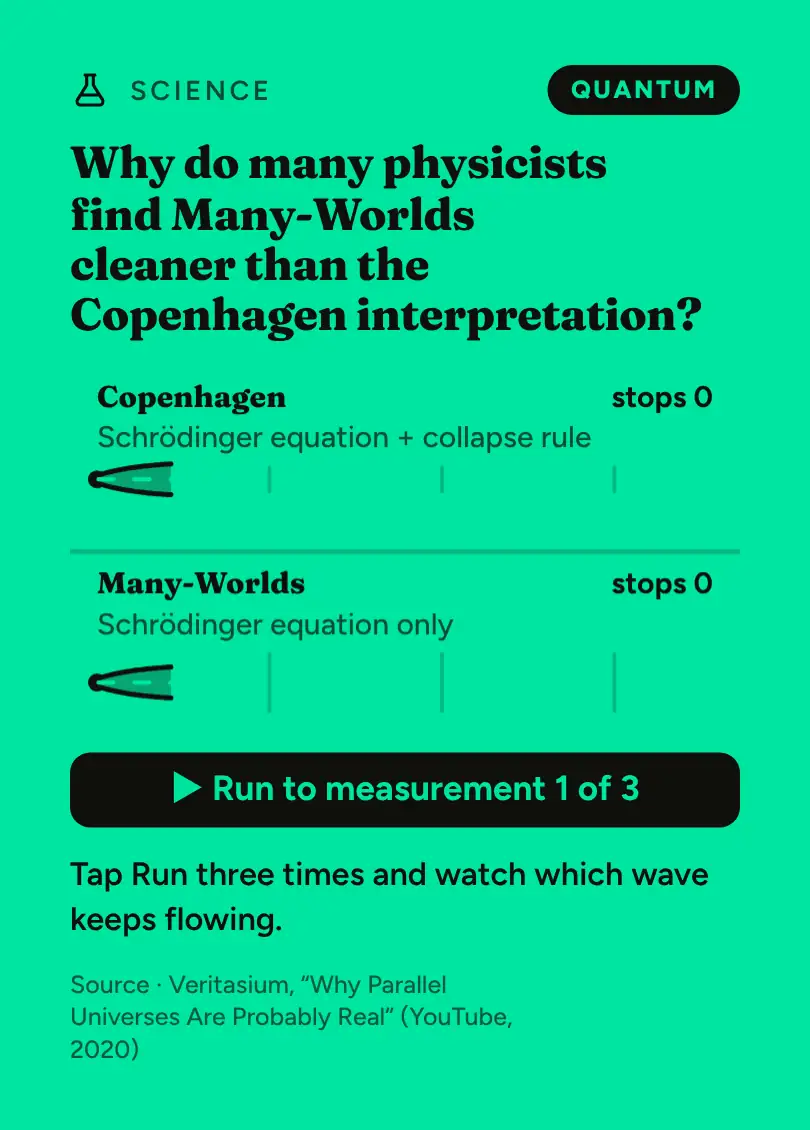 SCIENCE
QUANTUM
Why do many physicists
find Many-Worlds
cleaner than the
Copenhagen interpretation?
Copenhagen
stops 0
Schrödinger equation + collapse rule
Many-Worlds
stops 0
Schrödinger equation only
▶ Run to measurement 1 of 3
Tap Run three times and watch which wave
keeps flowing.
Source · Veritasium, “Why Parallel
Universes Are Probably Real” (YouTube,
2020)